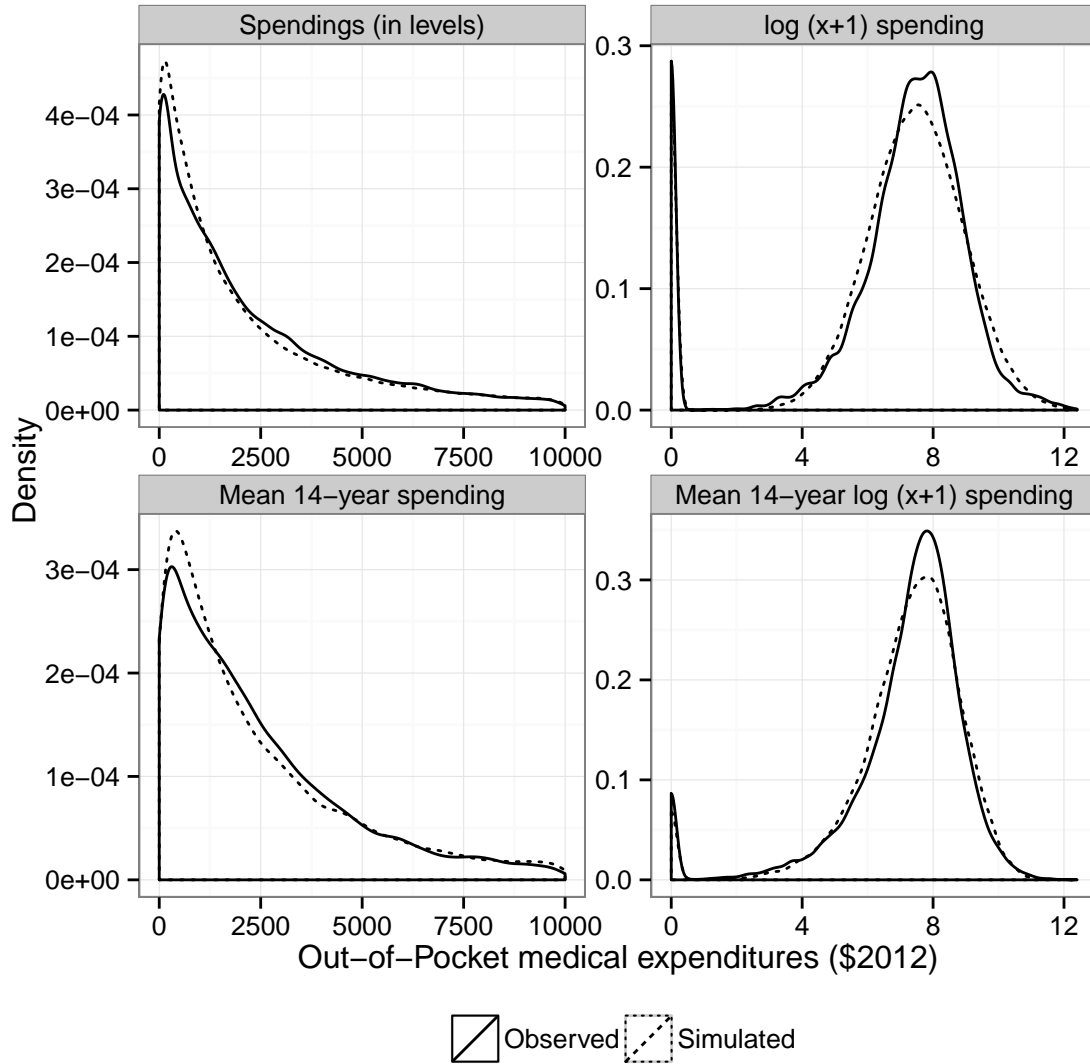 Spendings (in levels)
log (x+1) spending
4e−04
3e−04
2e−04
1e−04
0e+00
0.3
0.2
0.1
0.0
0 2500 5000 7500 10000
0 4 8 12
Mean 14−year spending
Mean 14−year log (x+1) spending
3e−04
2e−04
1e−04
0e+00
0.3
0.2
0.1
0.0
0 2500 5000 7500 10000
0 4 8 12
Density
Out−of−Pocket medical expenditures ($2012)
Observed Simulated